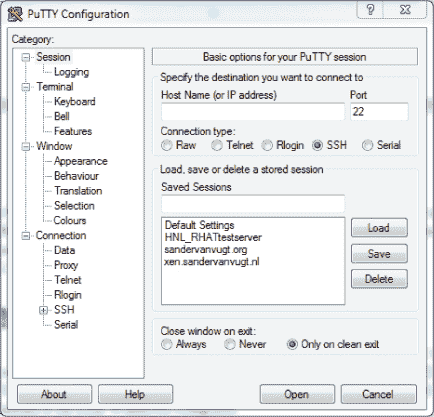 PuTTY Configuration
Category:
Session
Logging
Terminal
Keyboard
Bell
Features
Window
Appearance
Behaviour
Translation
Selection
Colours
Connection
Data
Proxy
Telnet
Rlogin
SSH
Serial
Basic options for your PuTTY session
Specify the destination you want to connect to
Host Name (or IP address) Port
22
Connection type:
Raw Telnet Rlogin SSH Serial
Load, save or delete a stored session
Saved Sessions
Default Settings
HNL_RHATtestserver
sandervanvugt.org
xen.sandervanvugt.nl
Load
Save
Delete
Close window on exit:
Always Never Only on clean exit
About Help Open Cancel